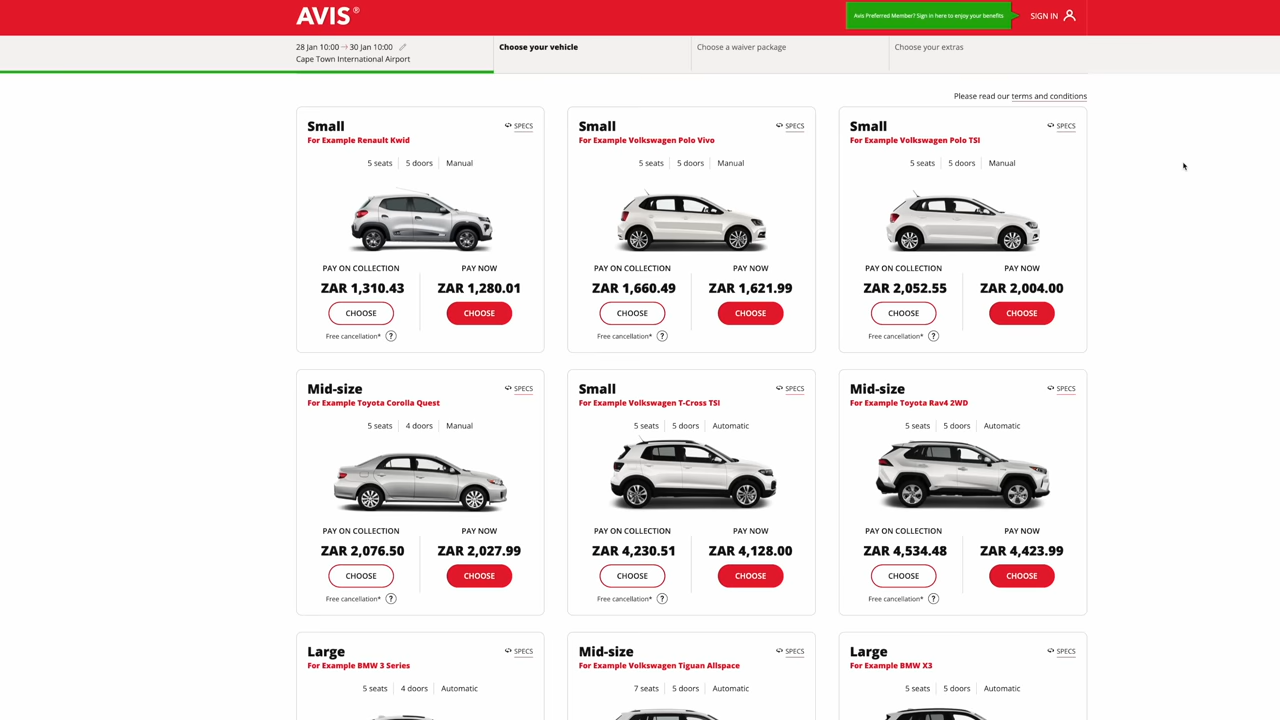 AVIS ®
Avis Preferred Member? Sign in here to enjoy your benefits
SIGN IN
28 Jan 10:00 → 30 Jan 10:00
Cape Town International Airport
Choose your vehicle
Choose a waiver package
Choose your extras
Please read our terms and conditions
Small
SPECS
For Example Renault Kwid
5 seats 5 doors Manual
PAY ON COLLECTION PAY NOW
ZAR 1,310.43 ZAR 1,280.01
CHOOSE CHOOSE
Free cancellation* ?
Small
SPECS
For Example Volkswagen Polo Vivo
5 seats 5 doors Manual
PAY ON COLLECTION PAY NOW
ZAR 1,660.49 ZAR 1,621.99
CHOOSE CHOOSE
Free cancellation* ?
Small
SPECS
For Example Volkswagen Polo TSI
5 seats 5 doors Manual
PAY ON COLLECTION PAY NOW
ZAR 2,052.55 ZAR 2,004.00
CHOOSE CHOOSE
Free cancellation* ?
Mid-size
SPECS
For Example Toyota Corolla Quest
5 seats 4 doors Manual
PAY ON COLLECTION PAY NOW
ZAR 2,076.50 ZAR 2,027.99
CHOOSE CHOOSE
Free cancellation* ?
Small
SPECS
For Example Volkswagen T-Cross TSI
5 seats 5 doors Automatic
PAY ON COLLECTION PAY NOW
ZAR 4,230.51 ZAR 4,128.00
CHOOSE CHOOSE
Free cancellation* ?
Mid-size
SPECS
For Example Toyota Rav4 2WD
5 seats 5 doors Automatic
PAY ON COLLECTION PAY NOW
ZAR 4,534.48 ZAR 4,423.99
CHOOSE CHOOSE
Free cancellation* ?
Large
SPECS
For Example BMW 3 Series
5 seats 4 doors Automatic
Mid-size
SPECS
For Example Volkswagen Tiguan Allspace
7 seats 5 doors Automatic
Large
SPECS
For Example BMW X3
5 seats 5 doors Automatic